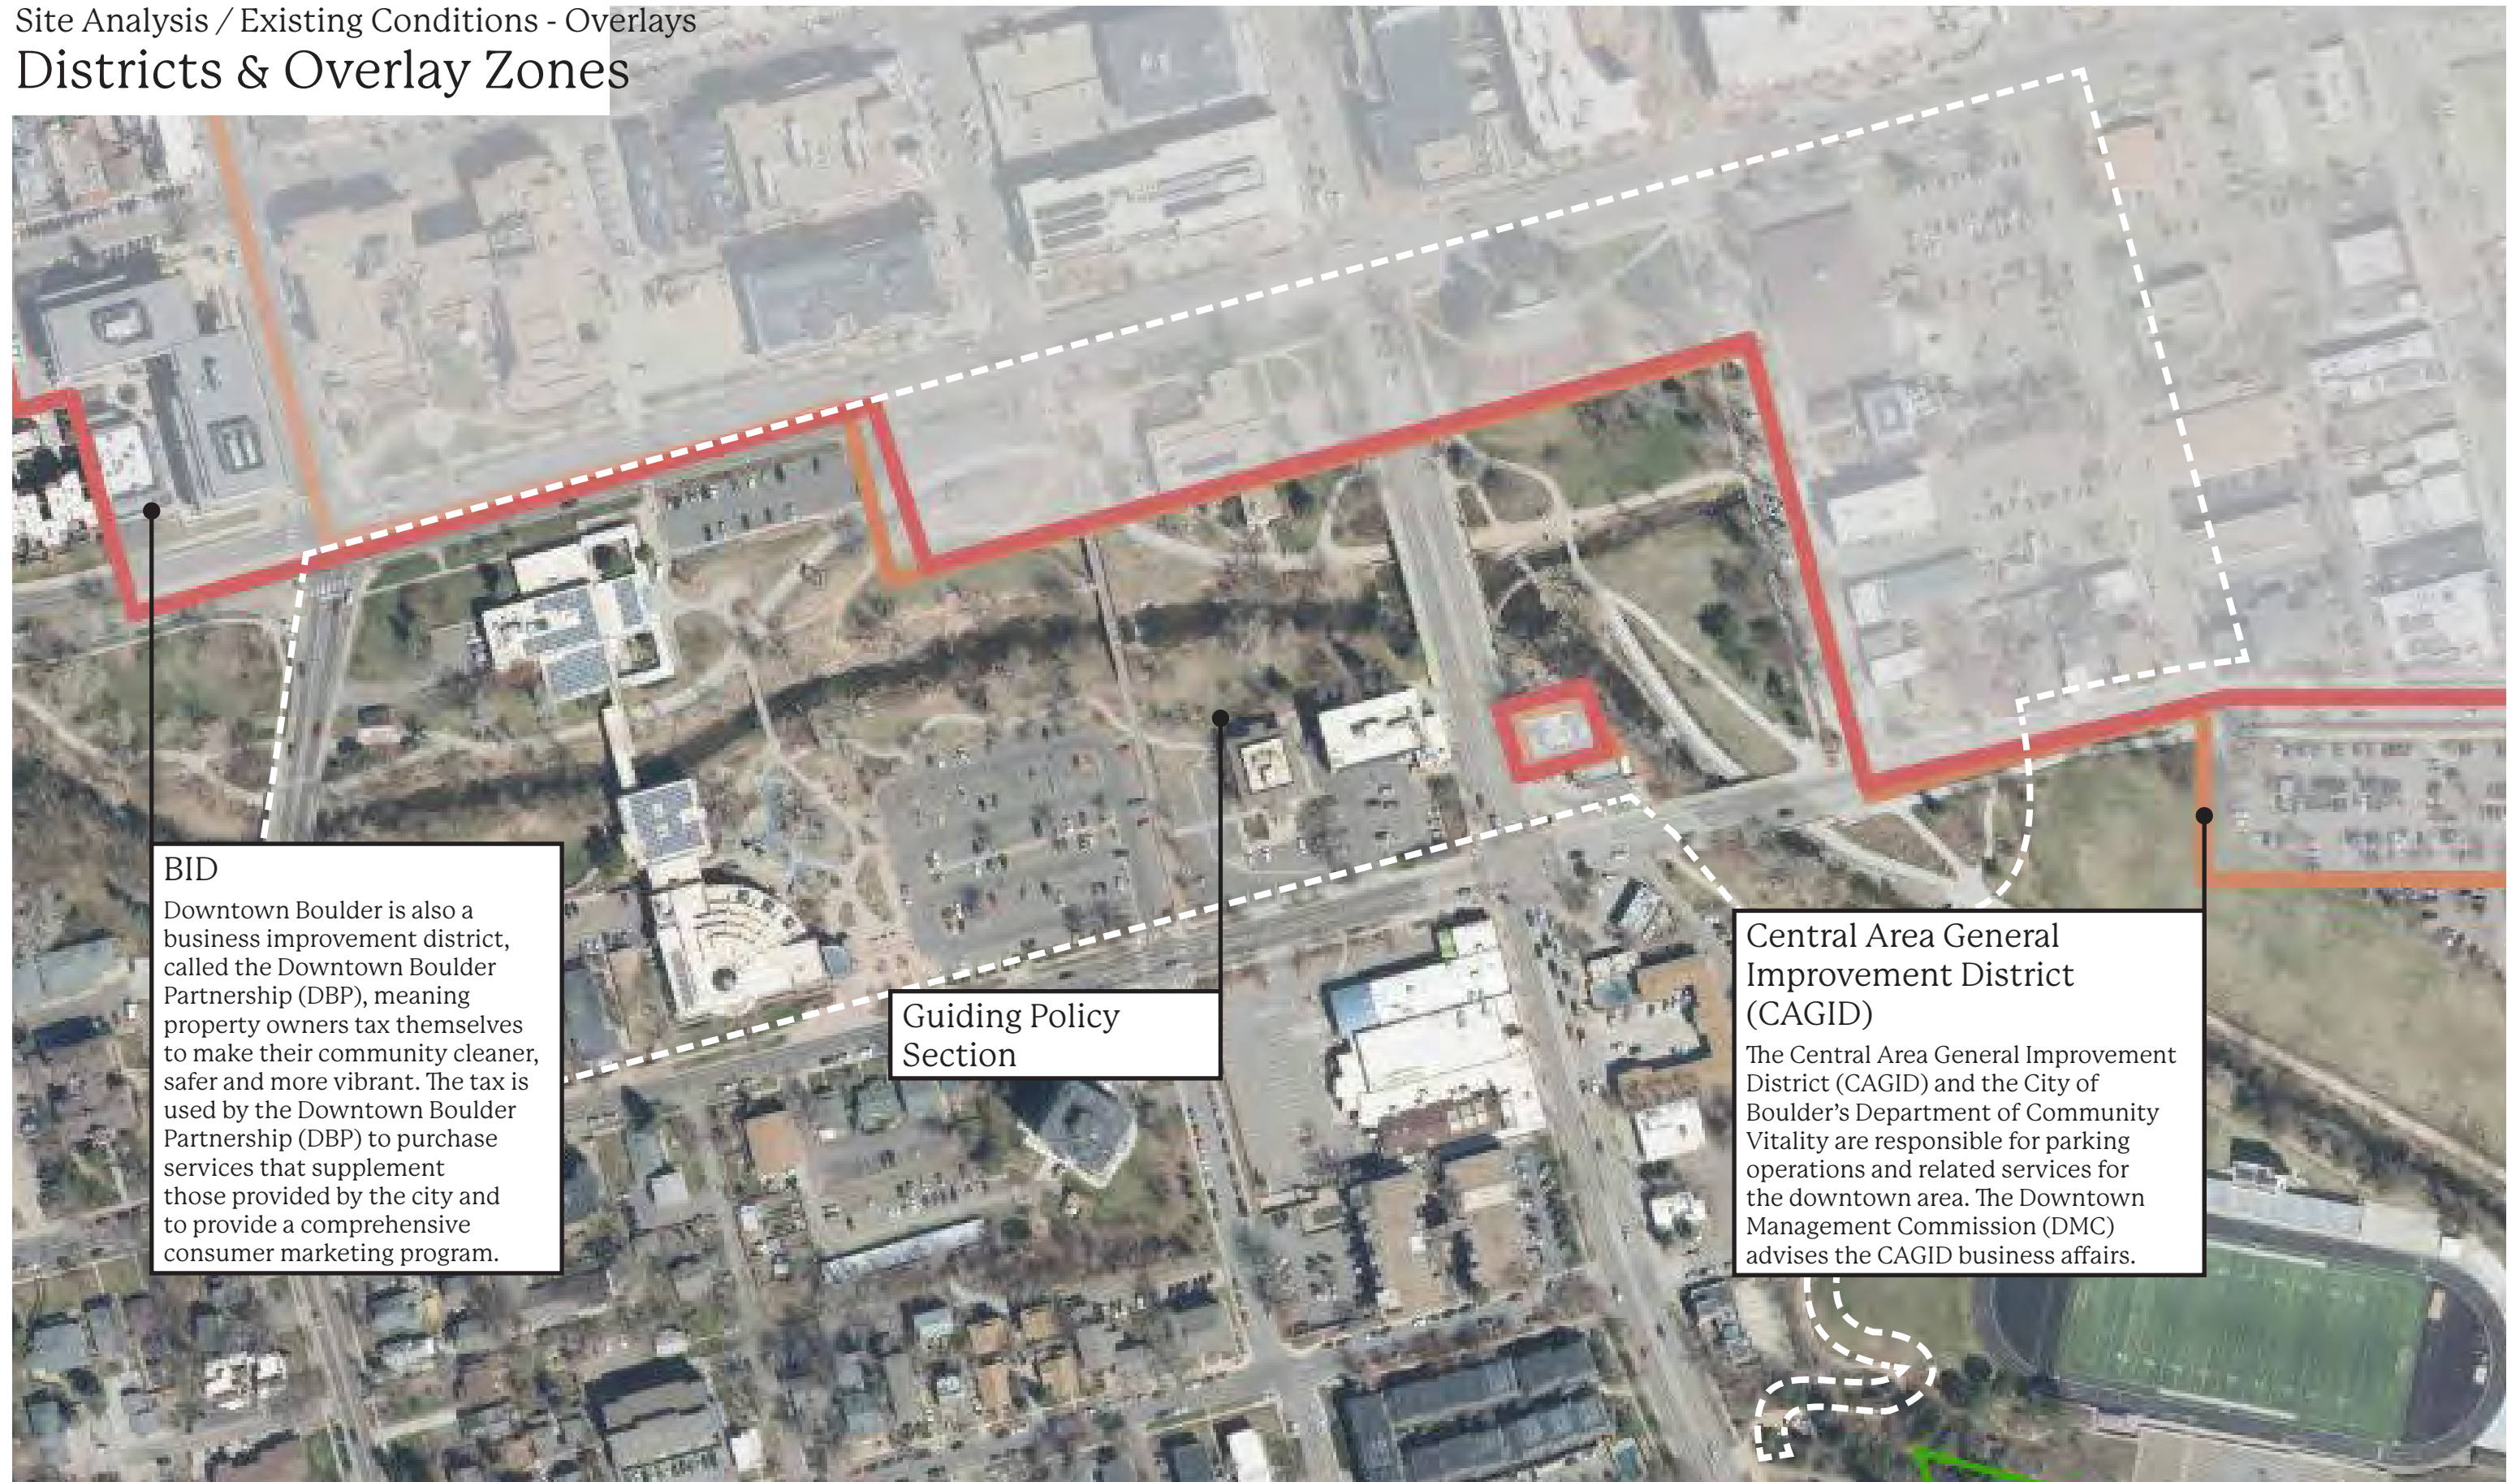 Site Analysis / Existing Conditions - Overlays
Districts & Overlay Zones
BID
Downtown Boulder is also a
business improvement district,
called the Downtown Boulder
Partnership (DBP), meaning
property owners tax themselves
to make their community cleaner,
safer and more vibrant. The tax is
used by the Downtown Boulder
Partnership (DBP) to purchase
services that supplement
those provided by the city and
to provide a comprehensive
consumer marketing program.
Guiding Policy
Section
Central Area General
Improvement District
(CAGID)
The Central Area General Improvement
District (CAGID) and the City of
Boulder’s Department of Community
Vitality are responsible for parking
operations and related services for
the downtown area. The Downtown
Management Commission (DMC)
advises the CAGID business affairs.